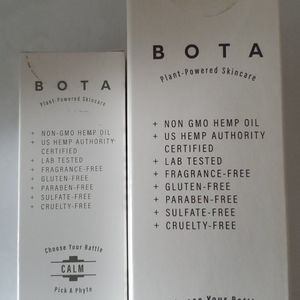 BOTA
Plant-Powered Skincare
+ NON-GMO HEMP OIL
+ US HEMP AUTHORITY
CERTIFIED
+ LAB TESTED
+ FRAGRANCE-FREE
+ GLUTEN-FREE
+ PARABEN-FREE
+ SULFATE-FREE
+ CRUELTY-FREE
Choose Your Battle
CALM
Pick A Phyte
BOTA
Plant-Powered Skincare
+ NON GMO HEMP OIL
+ US HEMP AUTHORITY
CERTIFIED
+ LAB TESTED
+ FRAGRANCE-FREE
+ GLUTEN-FREE
+ PARABEN-FREE
+ SULFATE-FREE
+ CRUELTY-FREE
Your